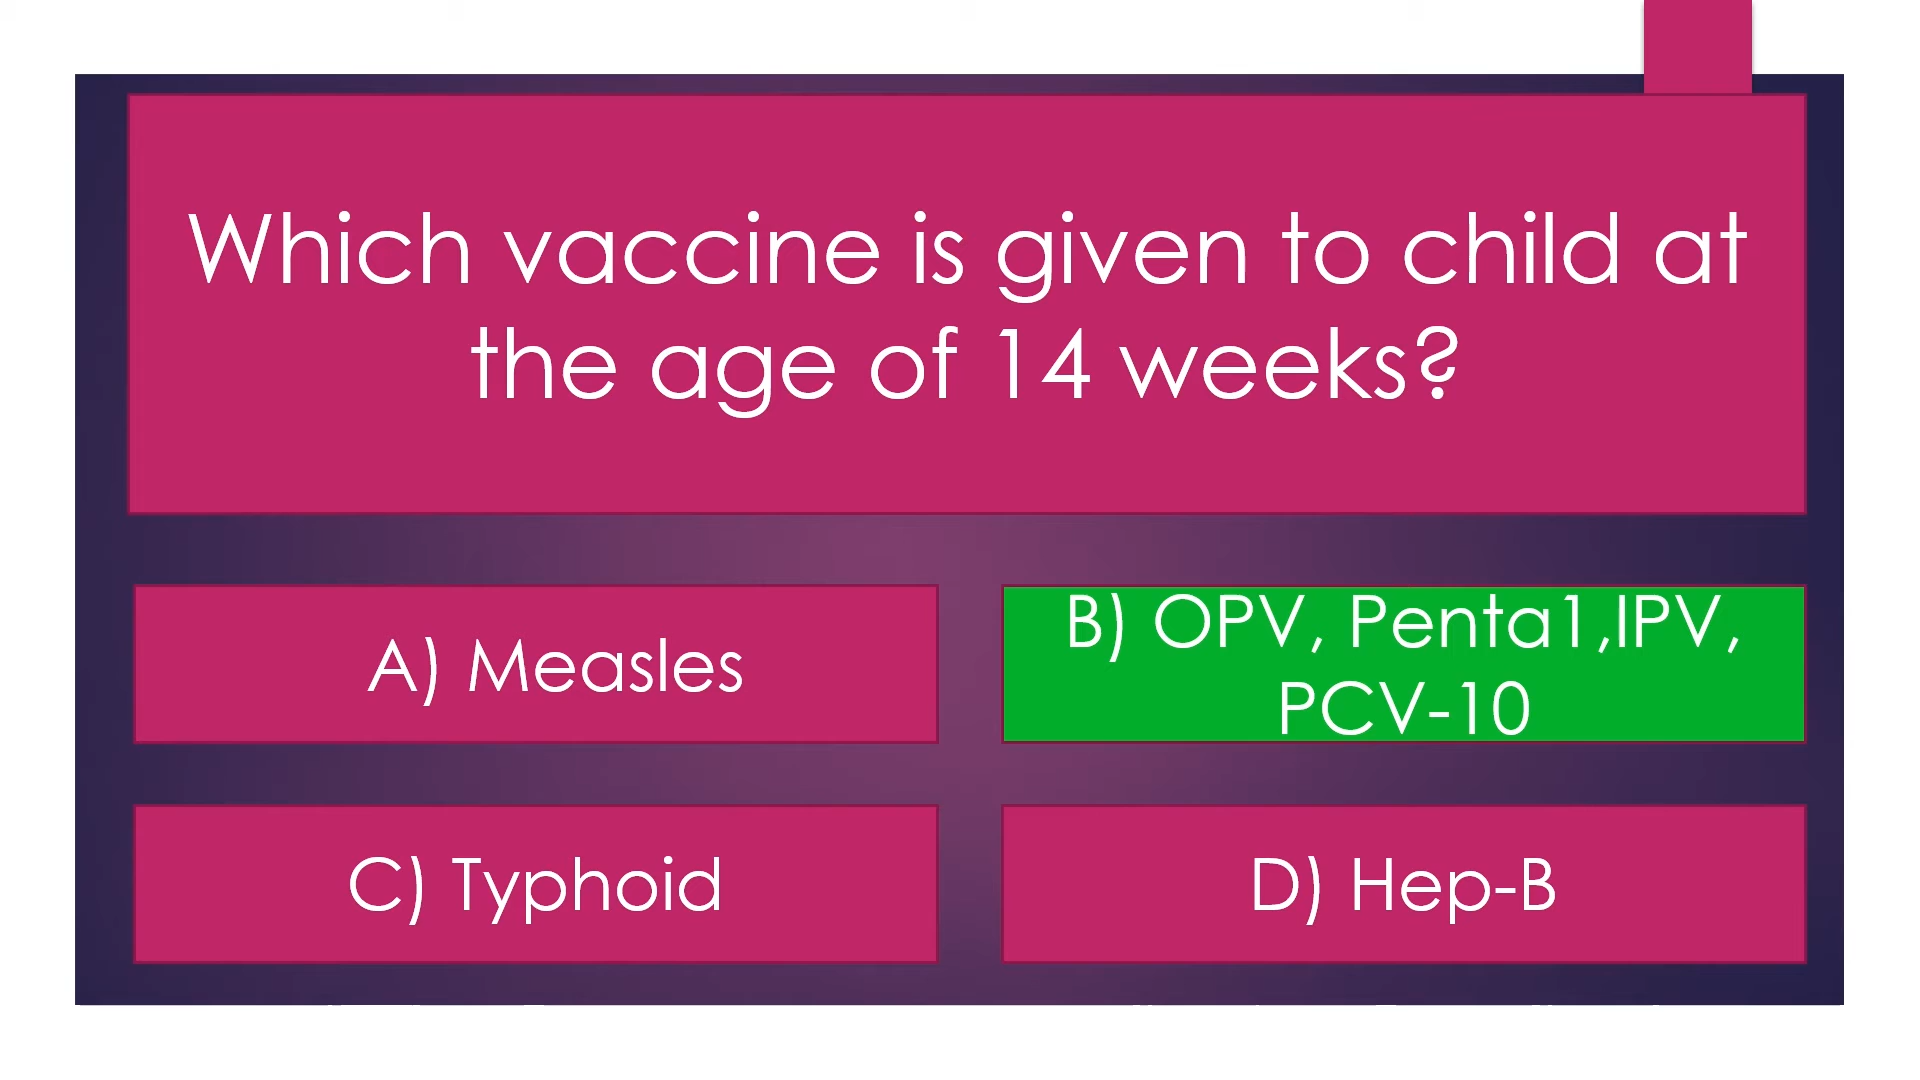 Which vaccine is given to child at
the age of 14 weeks?
A) Measles
B) OPV, Penta1,IPV,
PCV-10
C) Typhoid
D) Hep-B